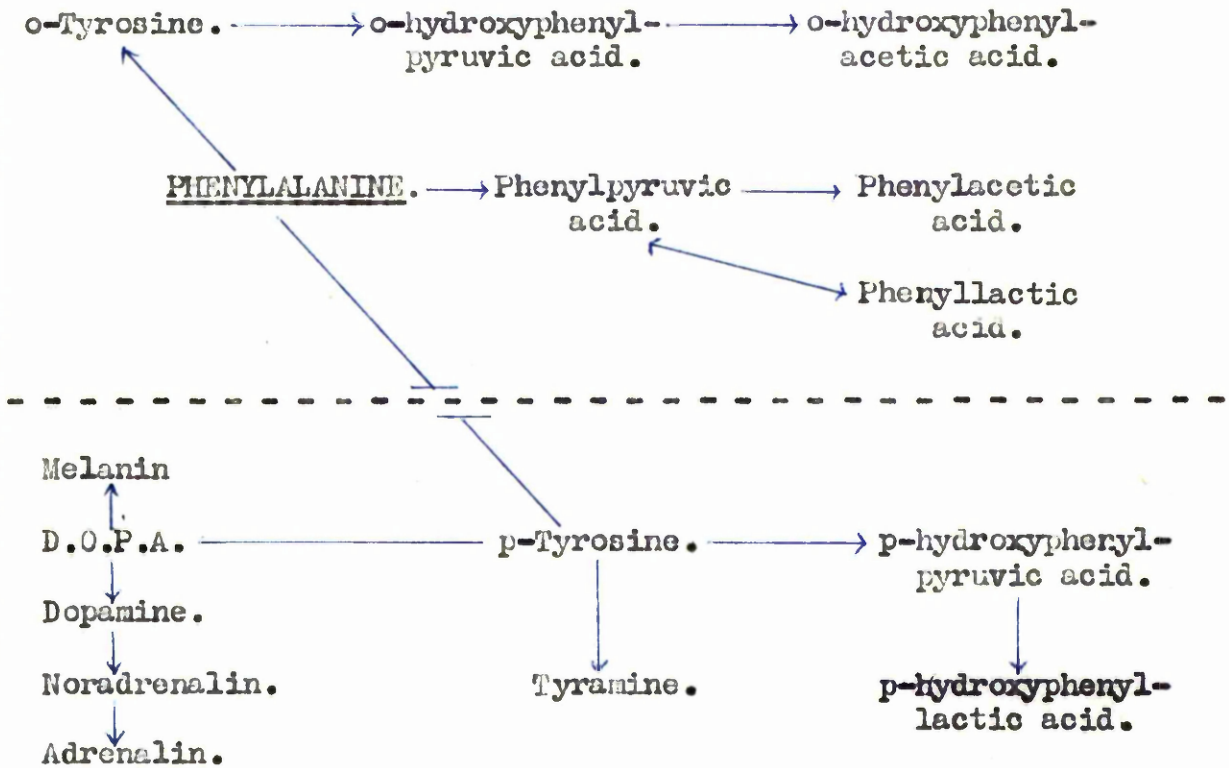 o-Tyrosine. o-hydroxyphenyl- o-hydroxyphenyl-
pyruvic acid. acetic acid.
PHENYLALANINE. Phenylpyruvic Phenylacetic
acid. acid.
Phenyllactic
acid.
Melanin
D.O.P.A. p-Tyrosine. p-hydroxyphenyl-
pyruvic acid.
Dopamine.
Noradrenalin. Tyramine. p-hydroxyphenyl-
lactic acid.
Adrenalin.